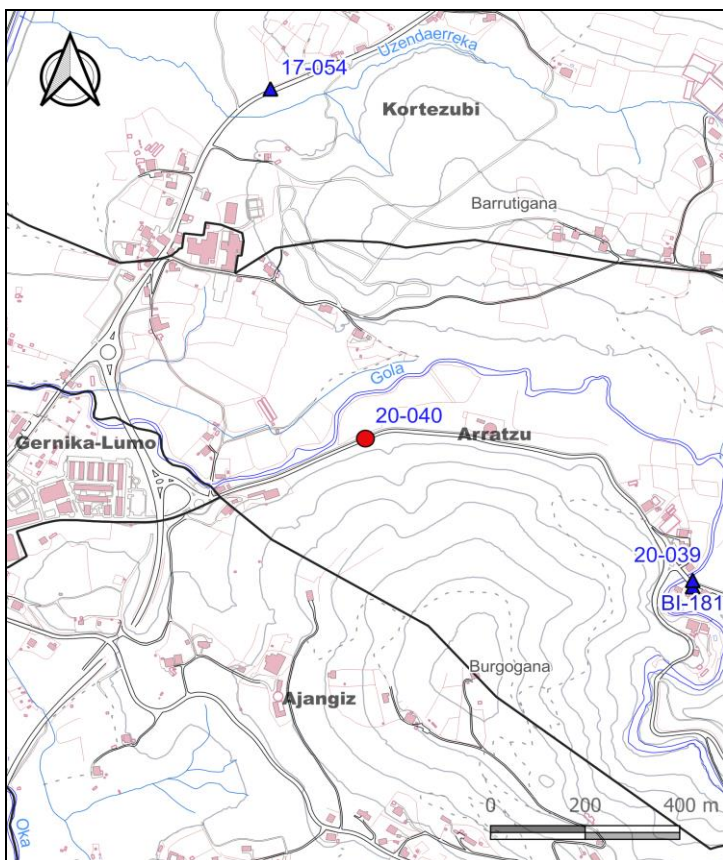 Uzendaerreka
17-054
Kortezubi
Barrutigana
Gola
20-040
Gernika-Lumo
Arratzu
20-039
BI-181
Burgogana
Ajangiz
0 200 400 m
Oka